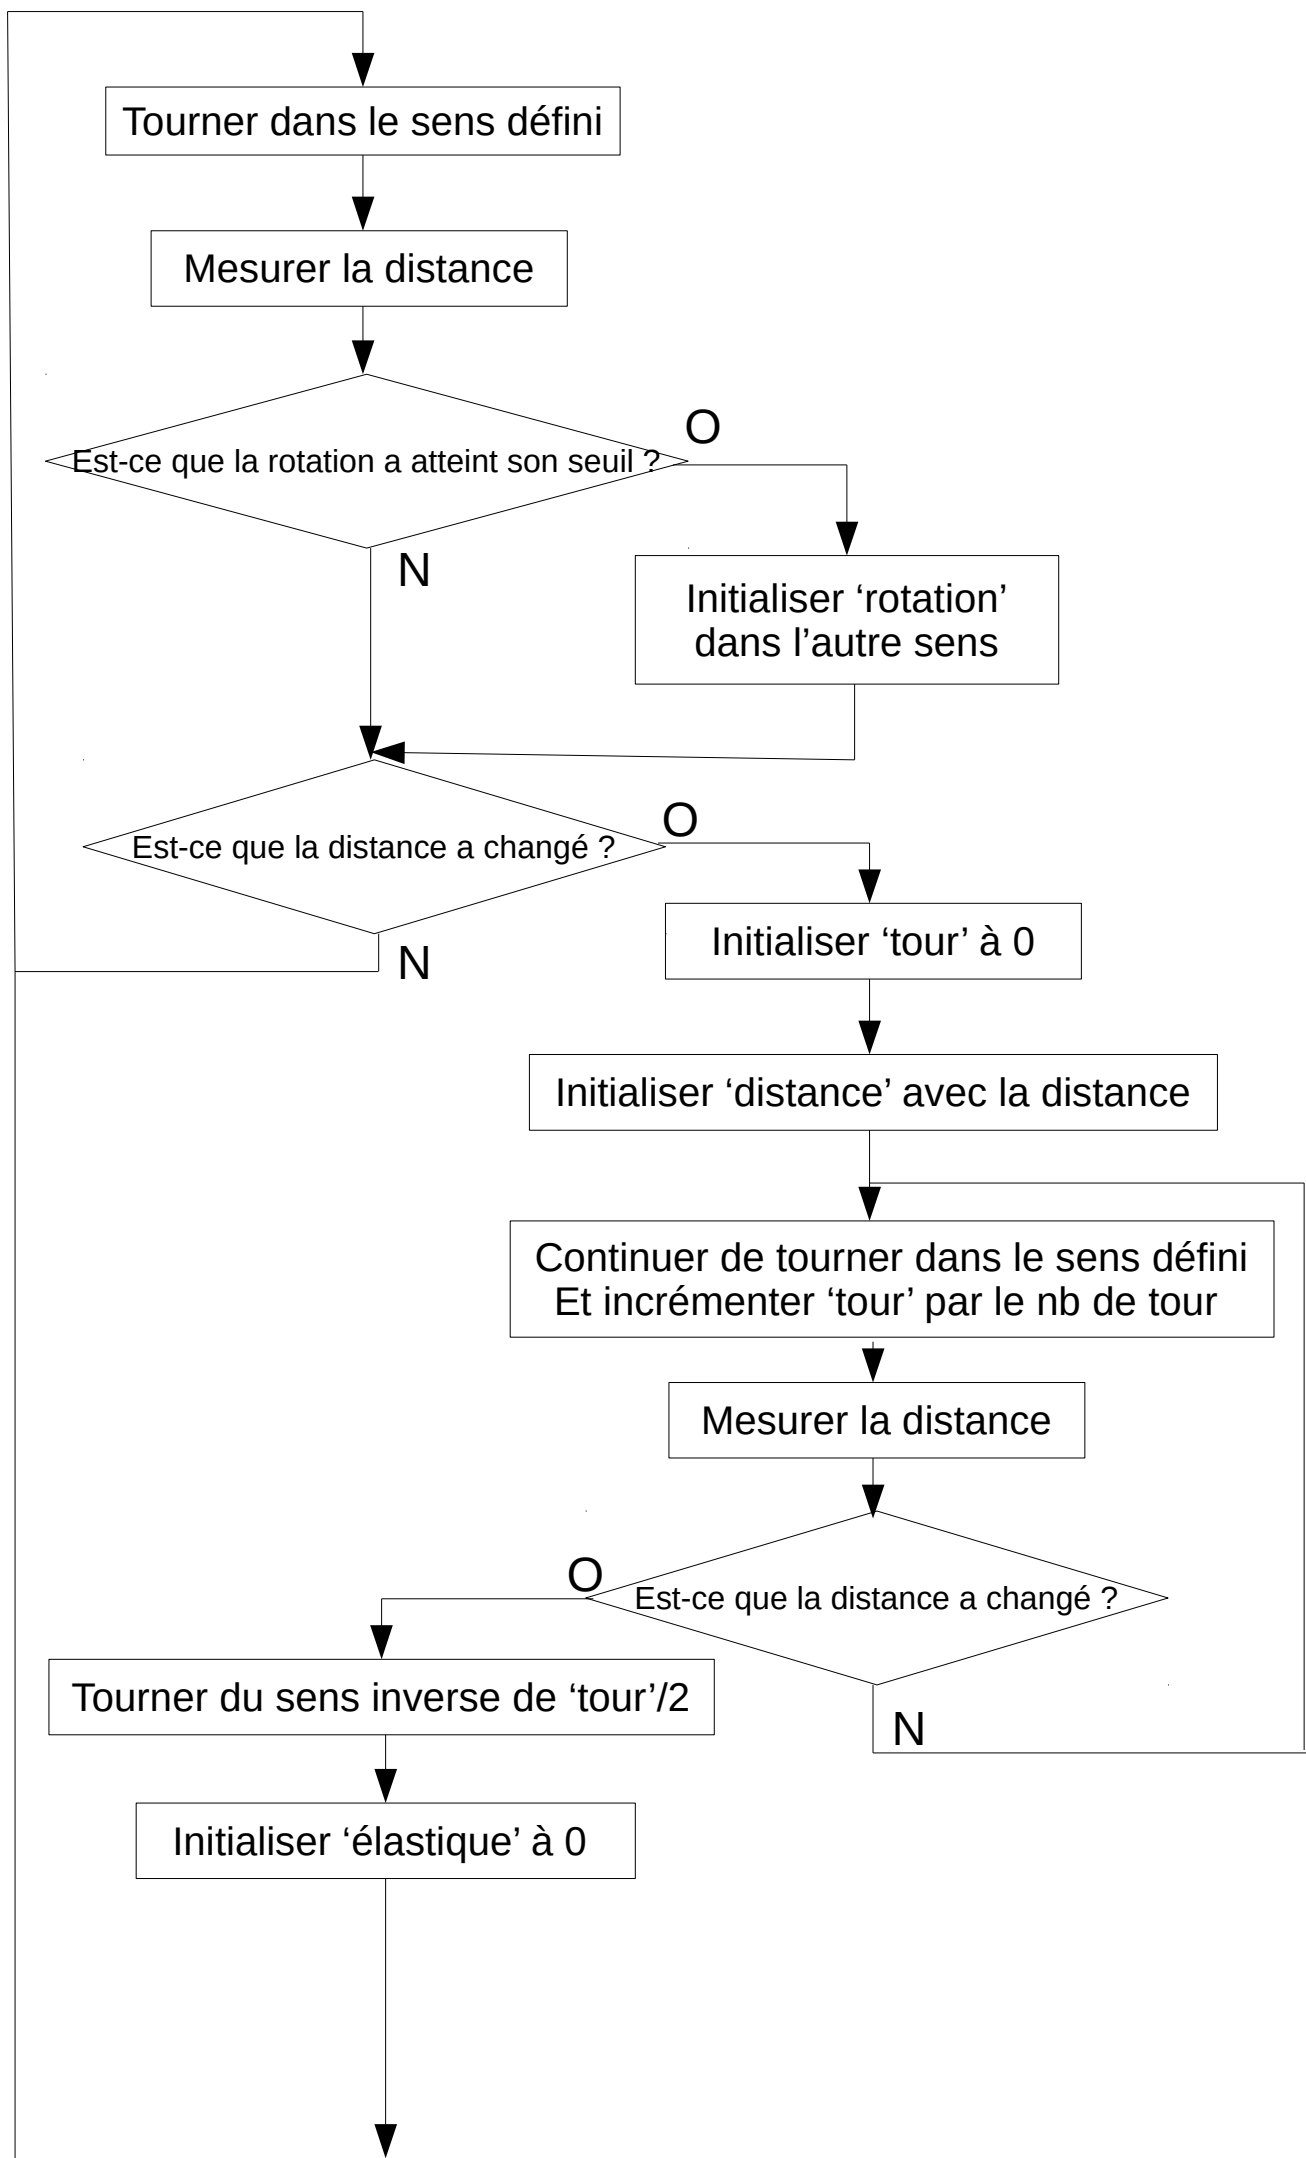 Tourner dans le sens défini
Mesurer la distance
Est-ce que la rotation a atteint son seuil ?
O
N
Initialiser ‘rotation’
dans l’autre sens
Est-ce que la distance a changé ?
O
N
Initialiser ‘tour’ à 0
Initialiser ‘distance’ avec la distance
Continuer de tourner dans le sens défini
Et incrémenter ‘tour’ par le nb de tour
Mesurer la distance
Est-ce que la distance a changé ?
O
N
Tourner du sens inverse de ‘tour’/2
Initialiser ‘élastique’ à 0